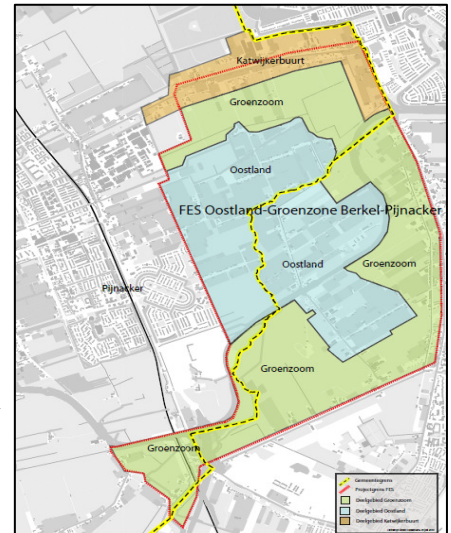 Katwijkerbuurt
Groenzoom
Oostland
FES Oostland-Groenzone Berkel-Pijnacker
Oostland
Groenzoom
Pijnacker
Groenzoom
Groenzoom
Gemeentegrens
Projectgrens FES
Deelgebied Groenzoom
Deelgebied Oostland
Deelgebied Katwijkerbuurt